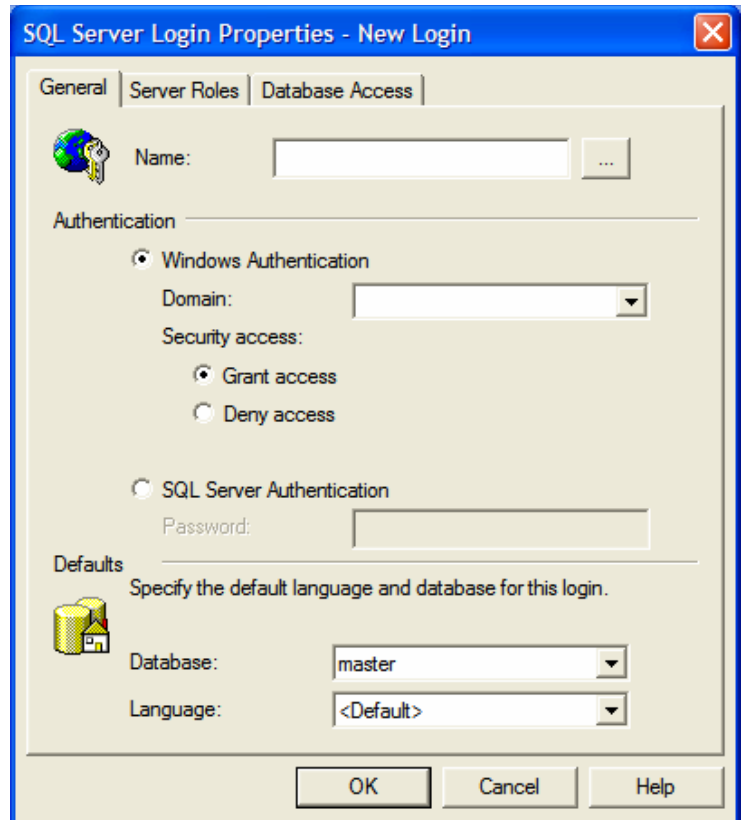 SQL Server Login Properties - New Login
General Server Roles Database Access
Name: ...
Authentication
Windows Authentication
Domain:
Security access:
Grant access
Deny access
SQL Server Authentication
Password:
Defaults
Specify the default language and database for this login.
Database: master
Language: <Default>
OK Cancel Help